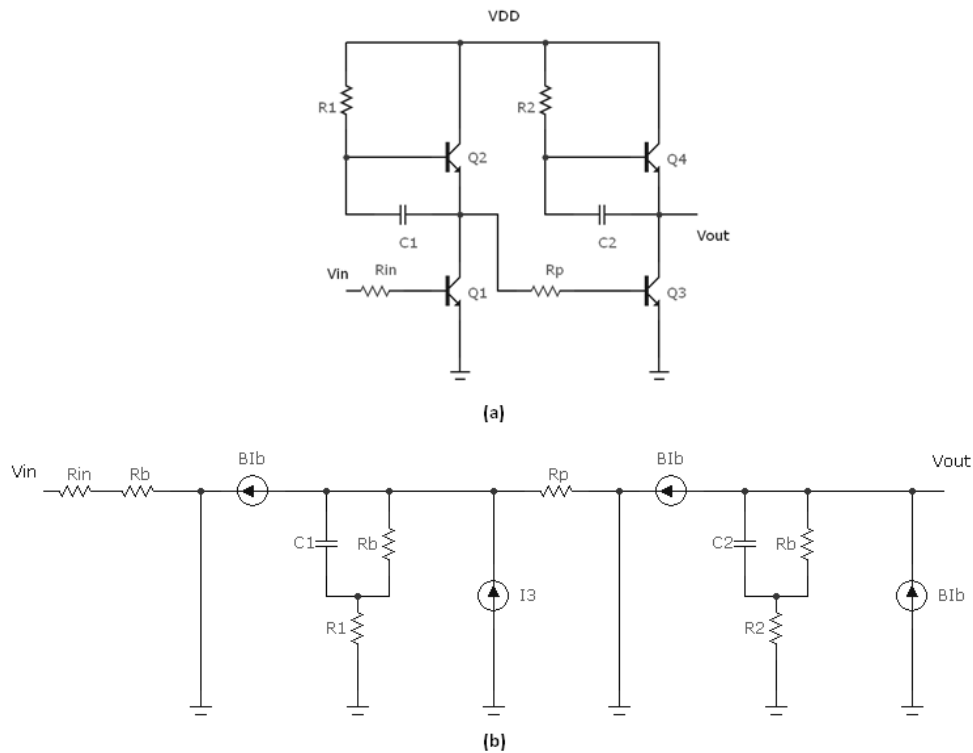 VDD
R1
R2
Q2
Q4
C1
C2
Vout
Vin
Rin
Rp
Q1
Q3
(a)
Vin
Rin
Rb
BIb
Rp
BIb
Vout
C1
Rb
C2
Rb
I3
BIb
R1
R2
(b)